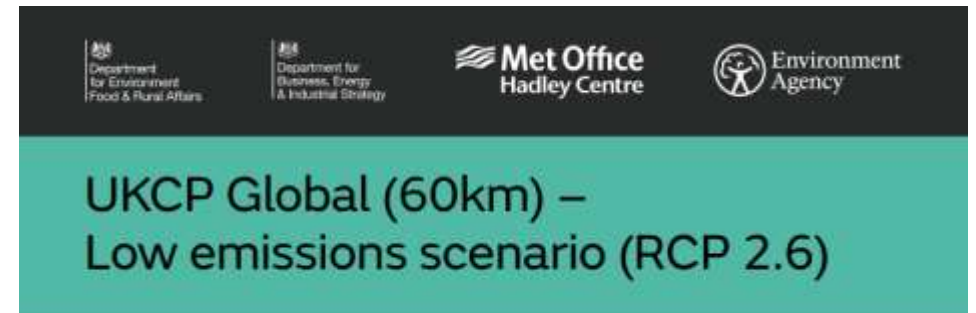 Department
for Environment
Food & Rural Affairs
Department for
Business, Energy
& Industrial Strategy
Met Office
Hadley Centre
Environment
Agency
UKCP Global (60km) –
Low emissions scenario (RCP 2.6)